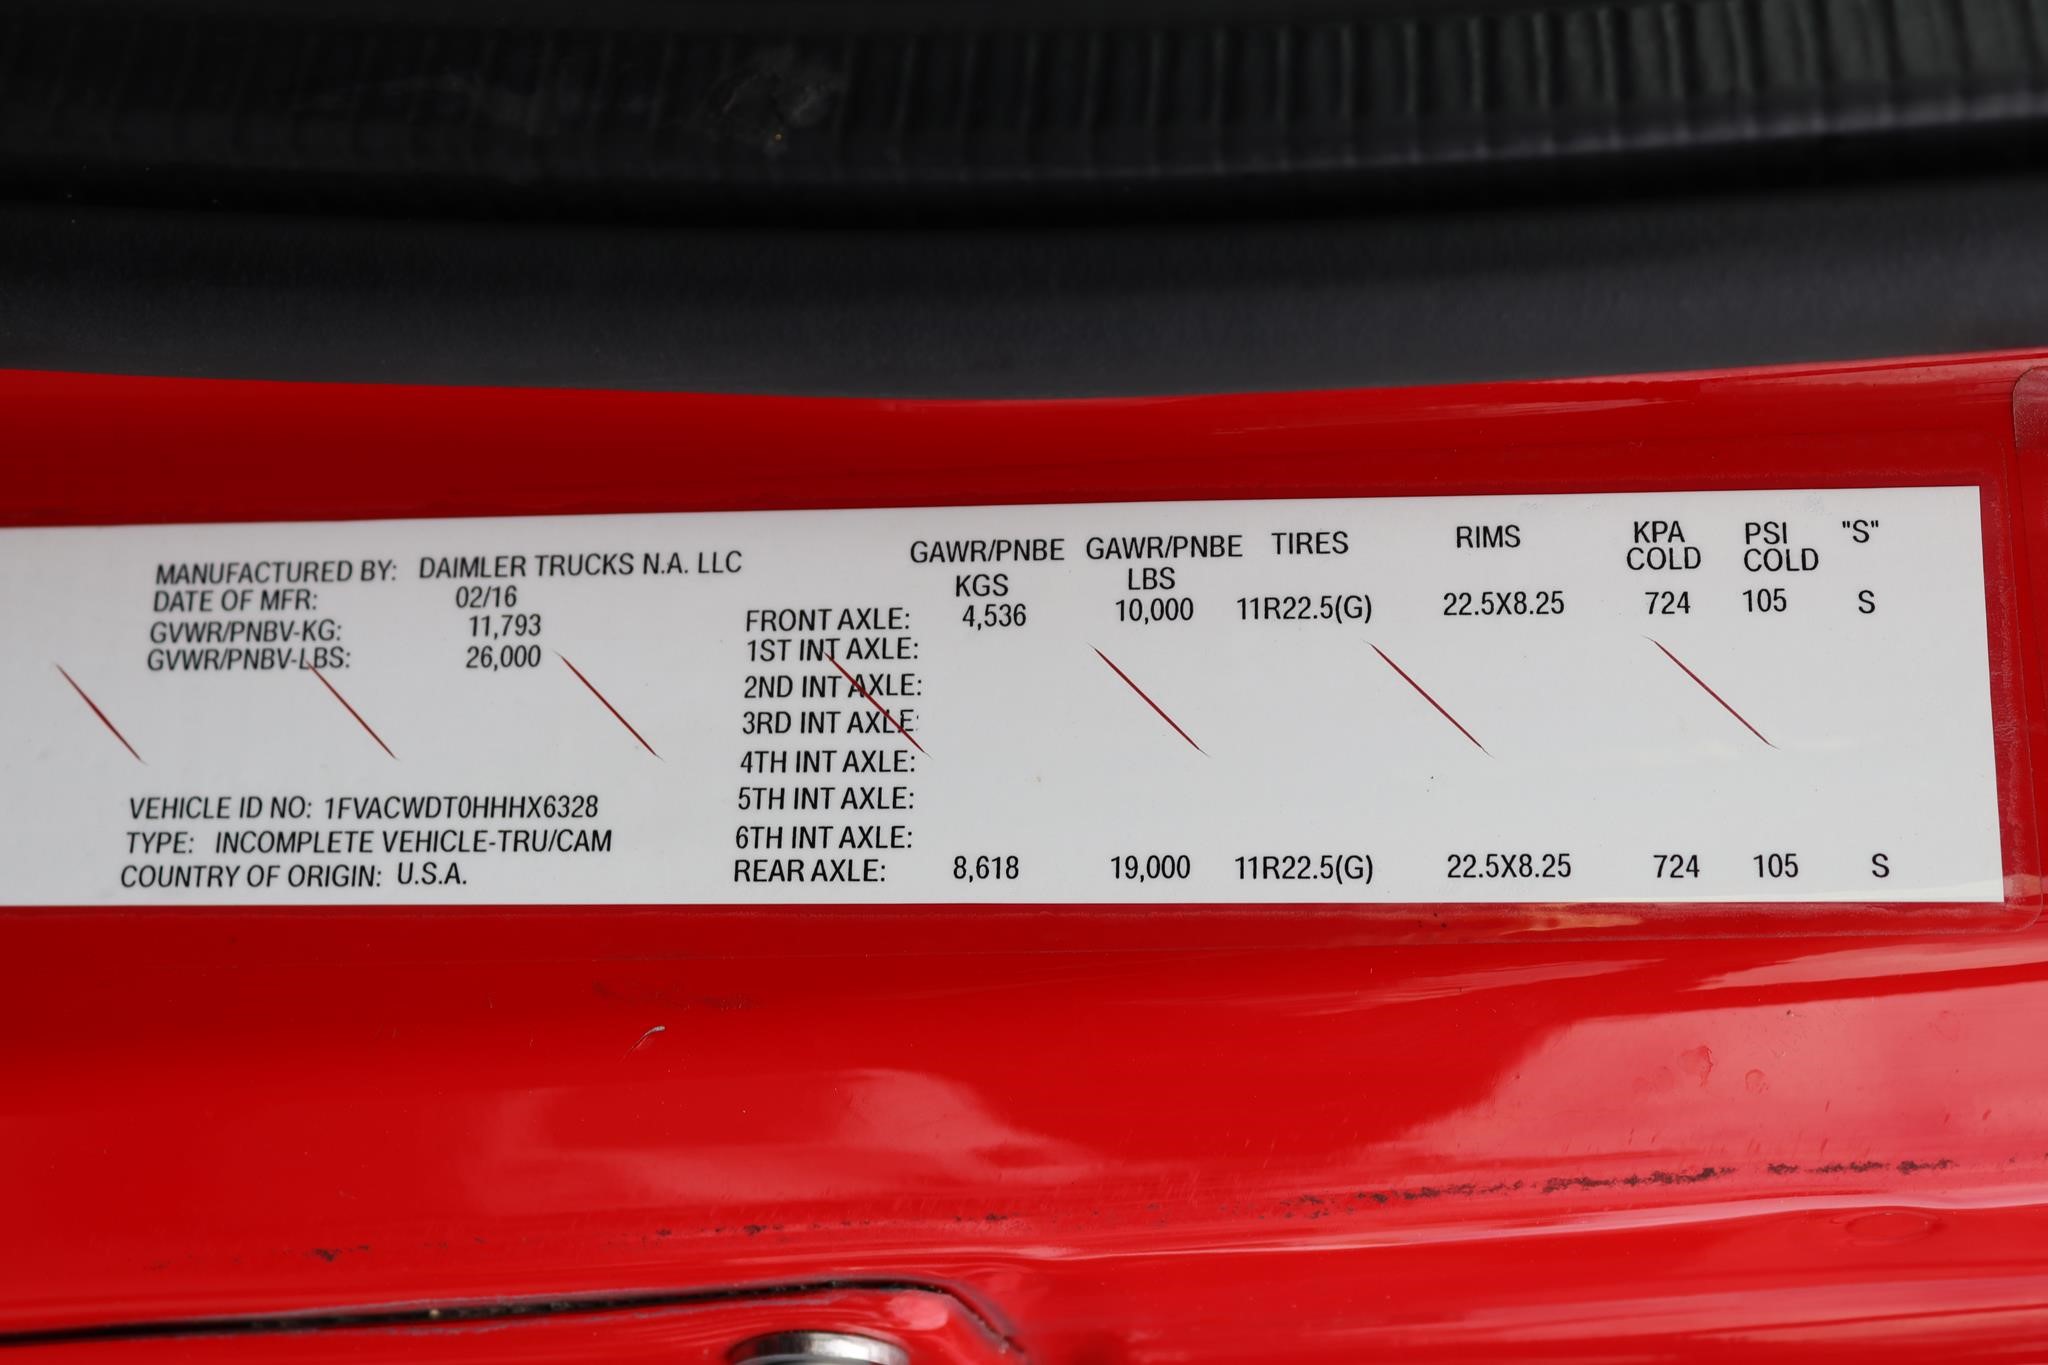 MANUFACTURED BY: DAIMLER TRUCKS N.A. LLC
DATE OF MFR: 02/16
GVWR/PNBV-KG: 11,793
GVWR/PNBV-LBS: 26,000
VEHICLE ID NO: 1FVACWDT0HHHX6328
TYPE: INCOMPLETE VEHICLE-TRU/CAM
COUNTRY OF ORIGIN: U.S.A.
GAWR/PNBE GAWR/PNBE TIRES RIMS KPA PSI "S"
KGS LBS COLD COLD
FRONT AXLE: 4,536 10,000 11R22.5(G) 22.5X8.25 724 105 S
1ST INT AXLE:
2ND INT AXLE:
3RD INT AXLE:
4TH INT AXLE:
5TH INT AXLE:
6TH INT AXLE:
REAR AXLE: 8,618 19,000 11R22.5(G) 22.5X8.25 724 105 S